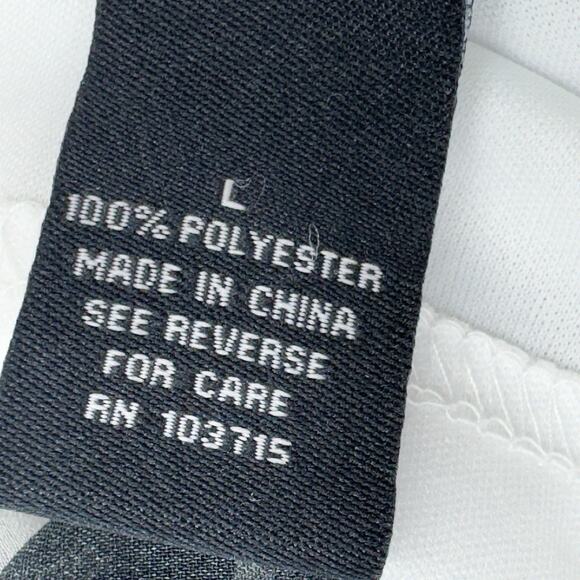 L
100% POLYESTER
MADE IN CHINA
SEE REVERSE
FOR CARE
RN 103715